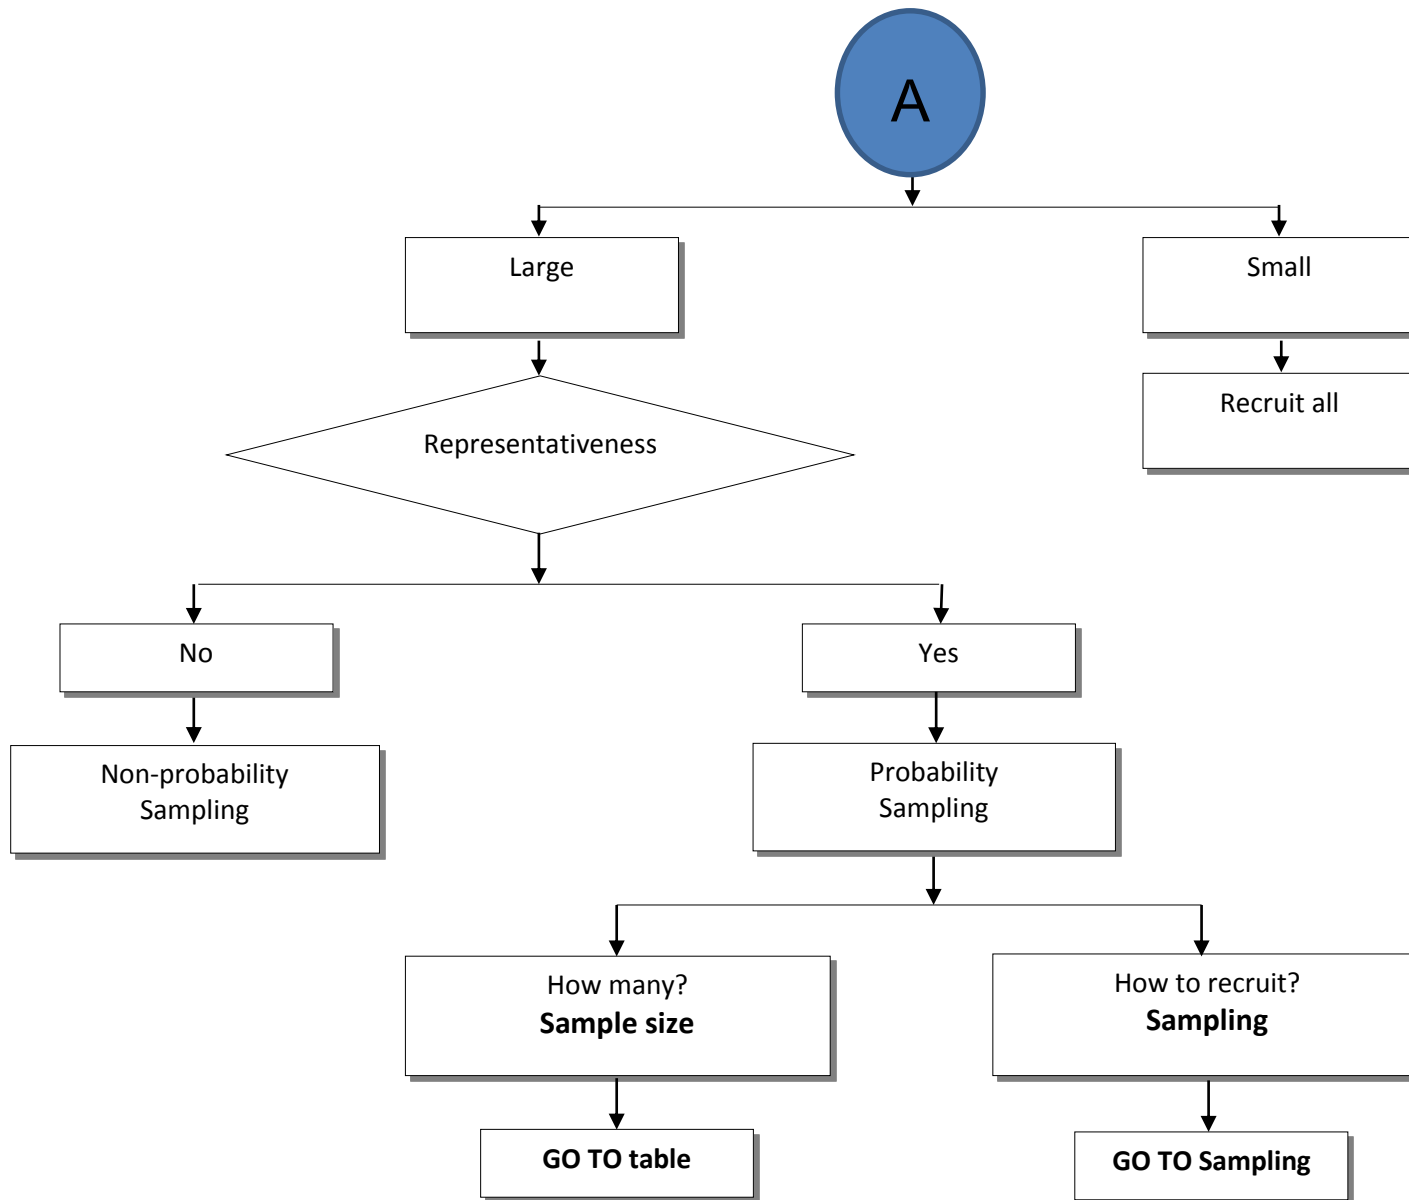 A
Large
Small
Recruit all
Representativeness
No
Yes
Non-probability
Sampling
Probability
Sampling
How many?
Sample size
How to recruit?
Sampling
GO TO table
GO TO Sampling